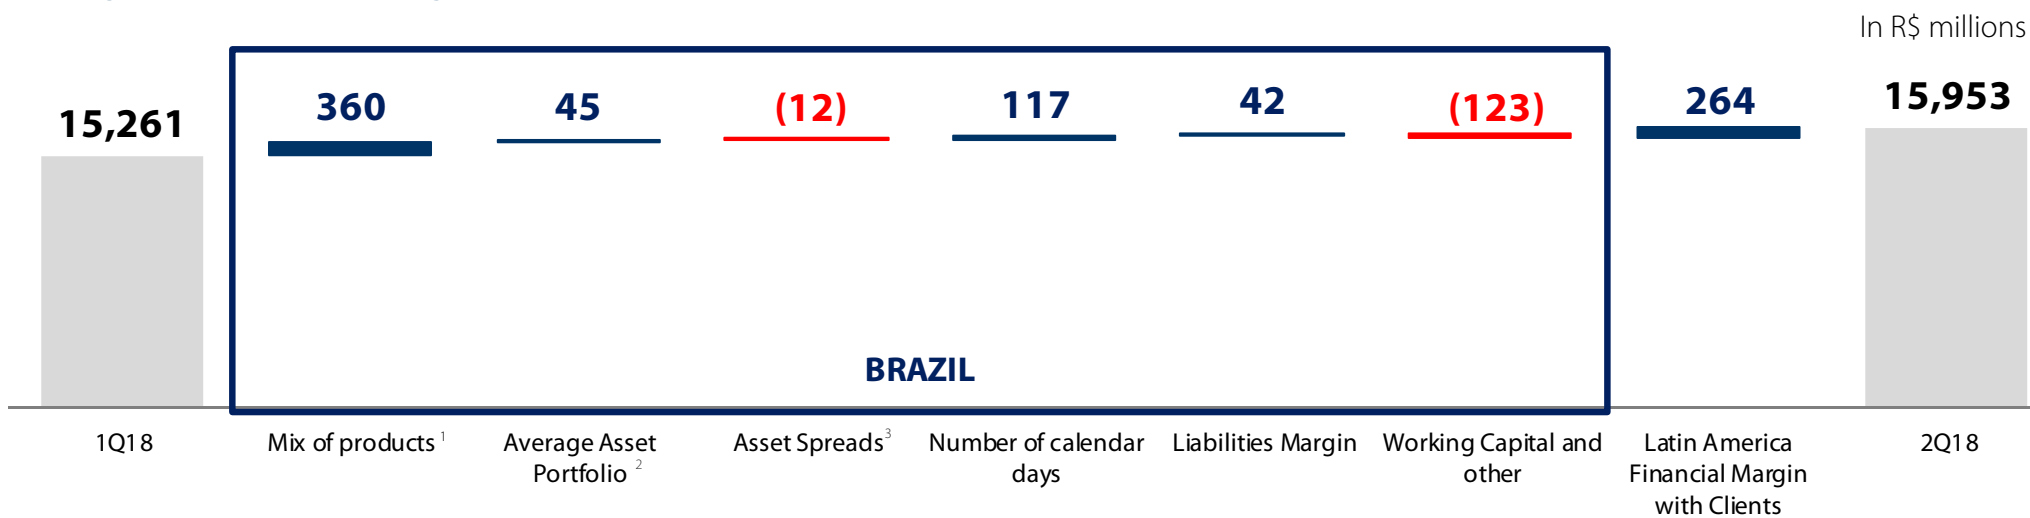 In R$ millions
15,261
360
45
(12)
117
42
(123)
264
15,953
BRAZIL
1Q18
Mix of products 1
Average Asset
Portfolio 2
Asset Spreads3
Number of calendar
days
Liabilities Margin
Working Capital and
other
Latin America
Financial Margin
with Clients
2Q18